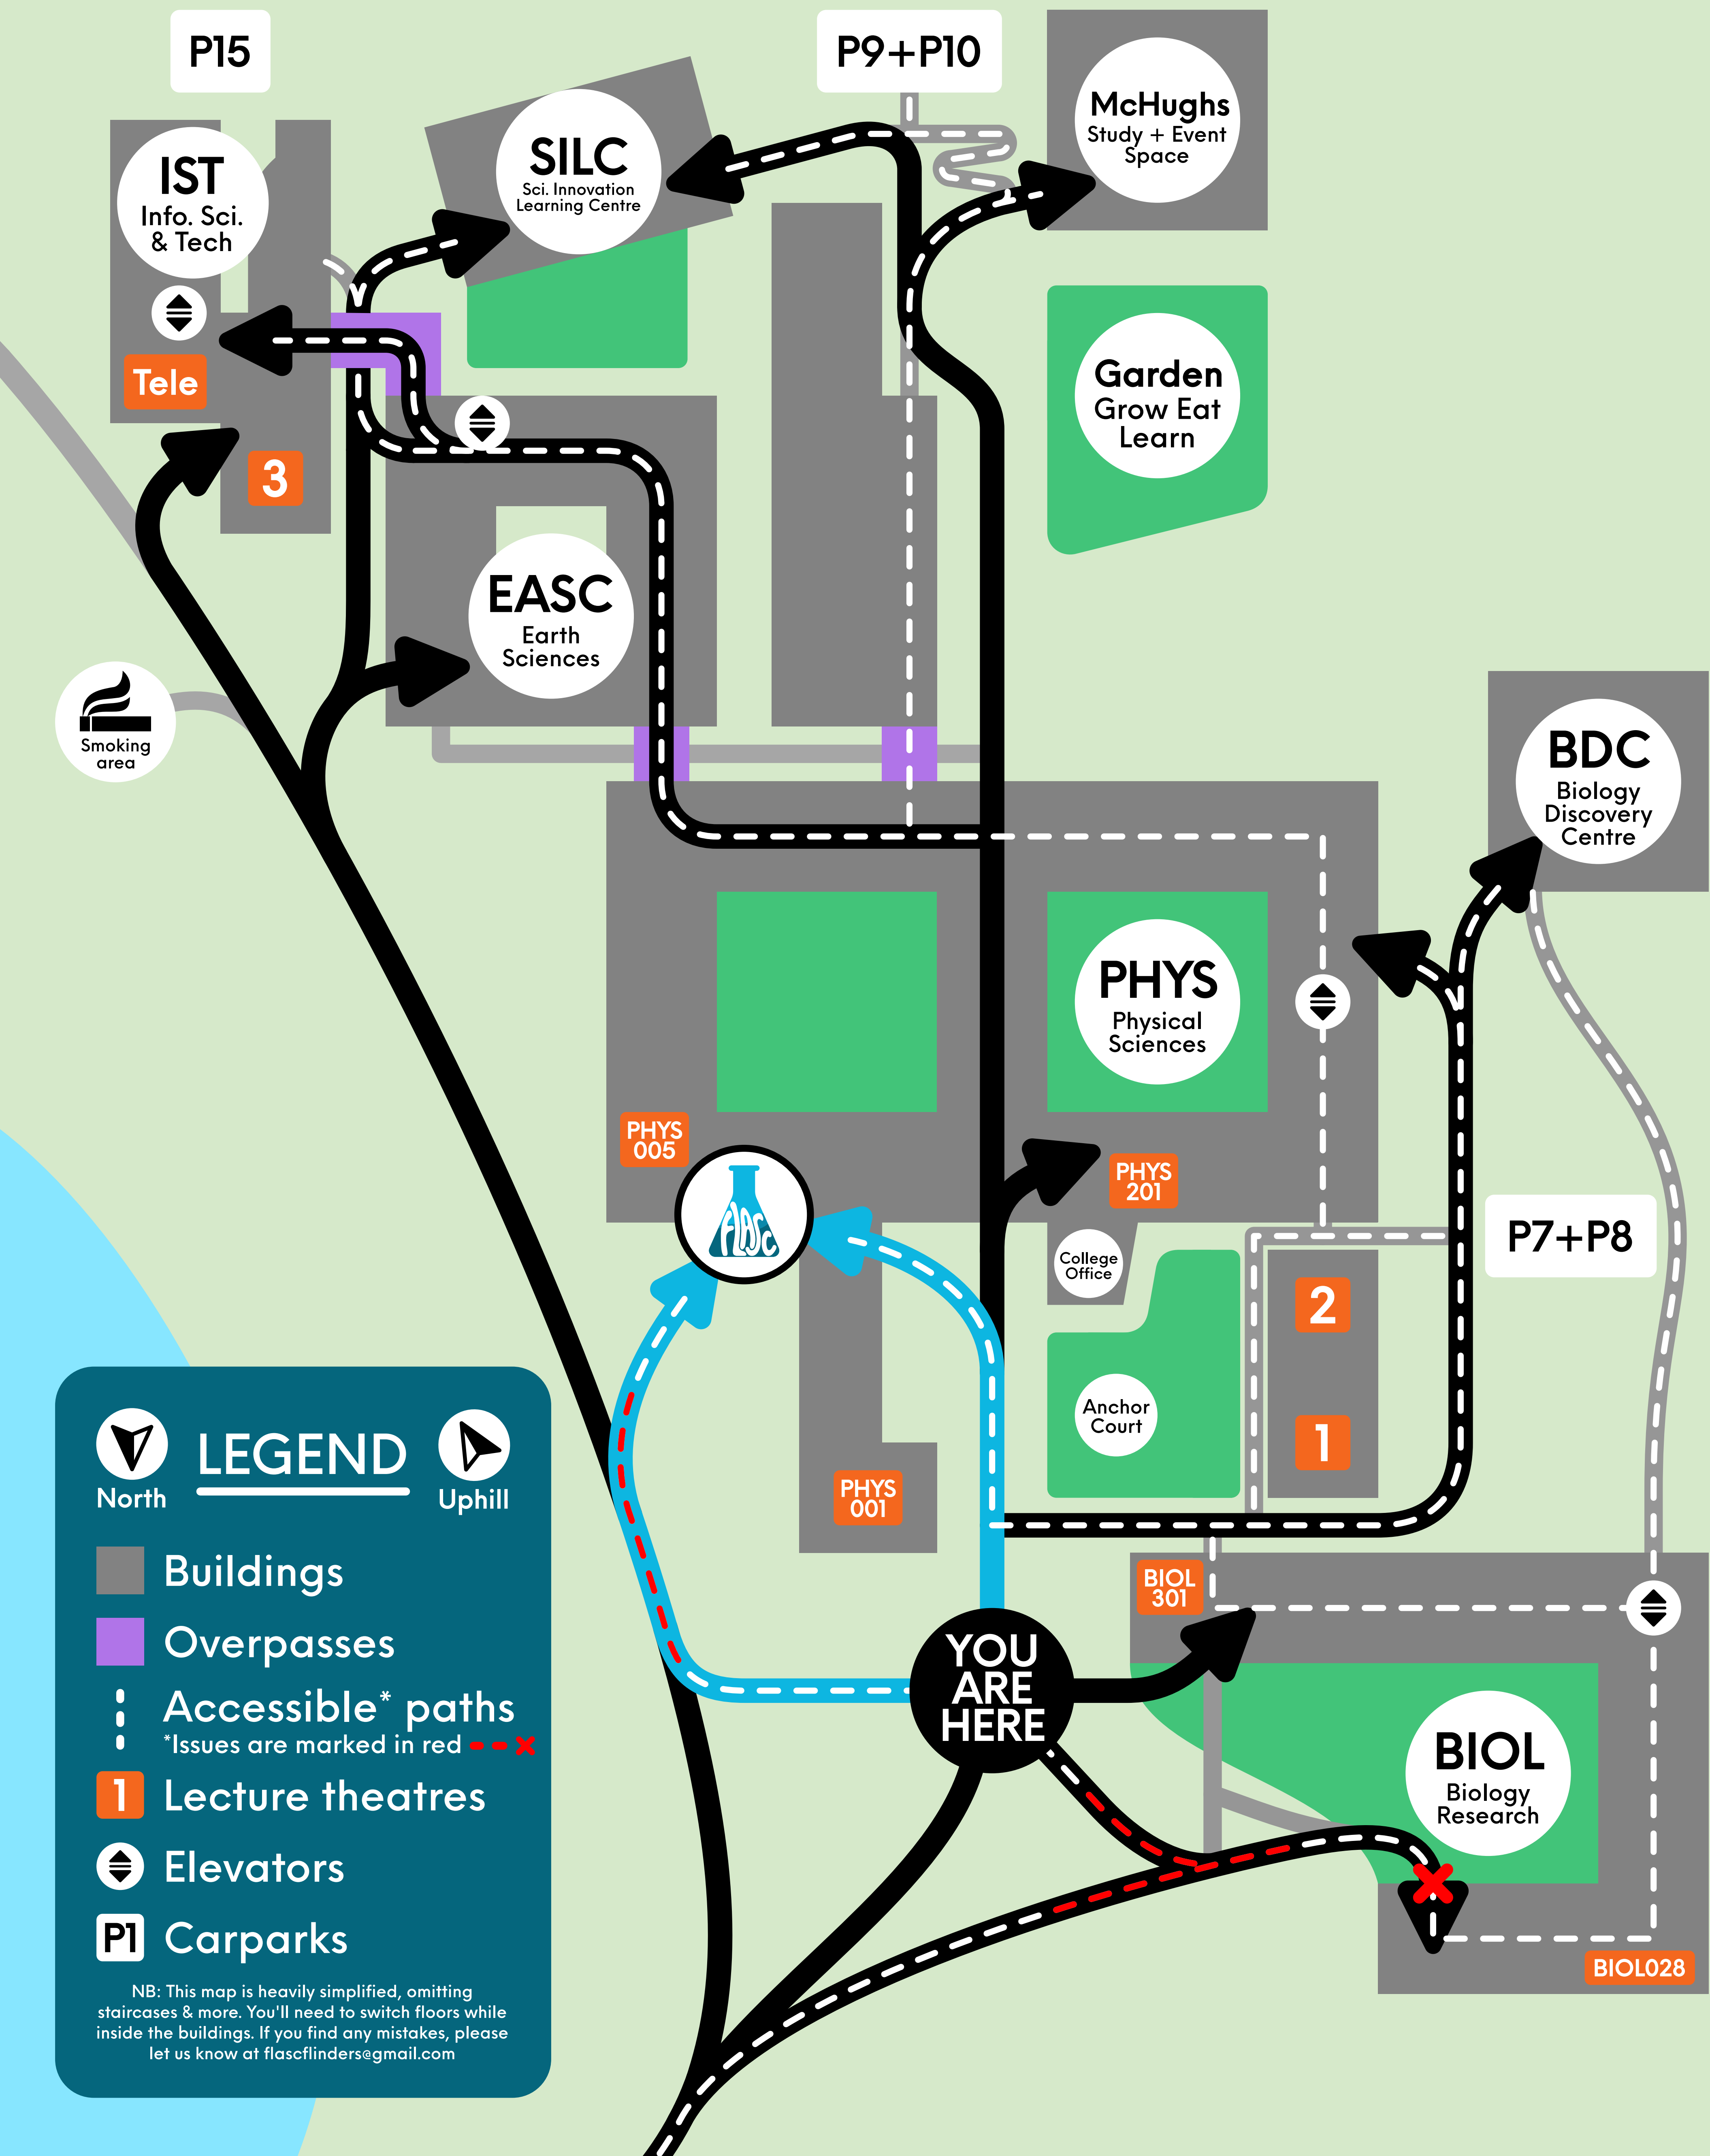 P15
P9+P10
McHughs
Study + Event
Space
SILC
Sci. Innovation
Learning Centre
IST
Info. Sci.
& Tech
Tele
3
Garden
Grow Eat
Learn
EASC
Earth
Sciences
Smoking
area
BDC
Biology
Discovery
Centre
PHYS
Physical
Sciences
PHYS
005
PHYS
201
FLASc
College
Office
P7+P8
2
Anchor
Court
1
PHYS
001
BIOL
301
YOU
ARE
HERE
BIOL
Biology
Research
BIOL028
LEGEND
North
Uphill
Buildings
Overpasses
Accessible* paths
*Issues are marked in red
1 Lecture theatres
Elevators
P1 Carparks
NB: This map is heavily simplified, omitting
staircases & more. You'll need to switch floors while
inside the buildings. If you find any mistakes, please
let us know at flascflinders@gmail.com